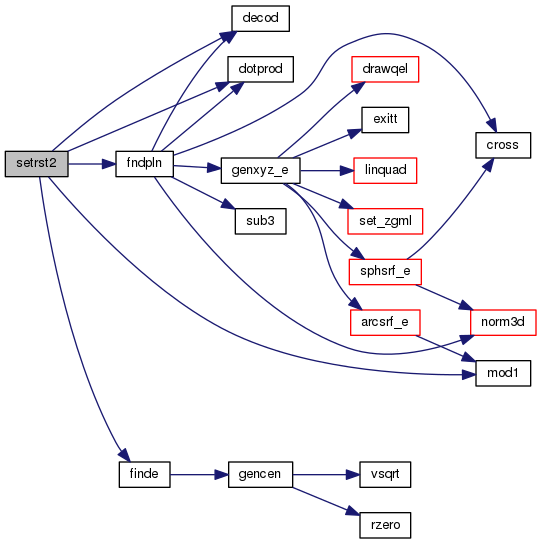 decod
dotprod
drawqel
exitt
cross
setrst2
fndpln
genxyz_e
linquad
sub3
set_zgml
sphsrf_e
arcsrf_e
norm3d
mod1
finde
gencen
vsqrt
rzero